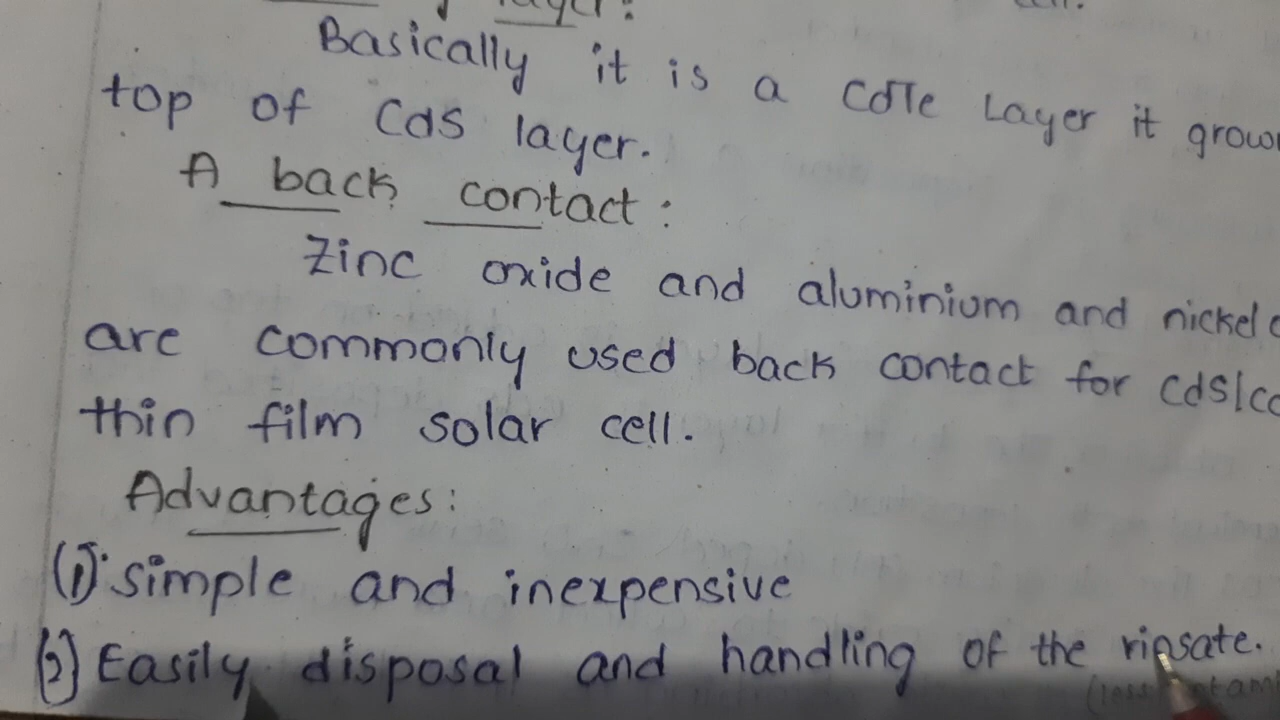 layer:
Basically it is a CdTe Layer it grow
top of Cds layer.
A back contact:
Zinc oxide and aluminium and nickel
are commonly used back contact for cds|
thin film solar cell.
Advantages:
(1) simple and inexpensive
(2) Easily disposal and handling of the rinsate.